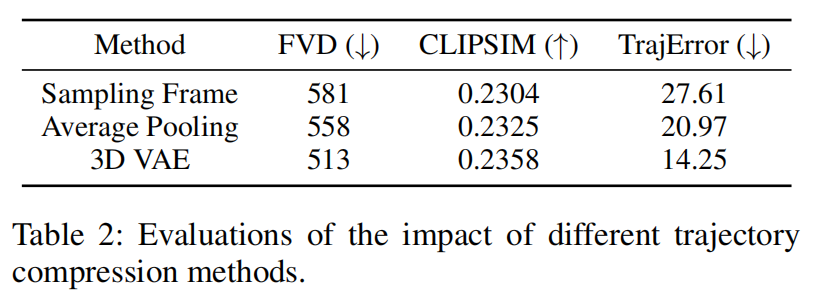 Method FVD (↓) CLIPSIM (↑) TrajError (↓)
Sampling Frame 581 0.2304 27.61
Average Pooling 558 0.2325 20.97
3D VAE 513 0.2358 14.25
Table 2: Evaluations of the impact of different trajectory
compression methods.